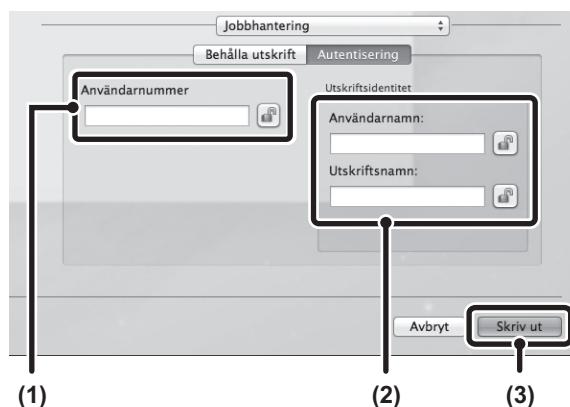 Jobbhantering
Behålla utskrift Autentisering
Användarnummer
Utskriftsidentitet
Användarnamn:
Utskriftsnamn:
Avbryt Skriv ut
(1) (2) (3)